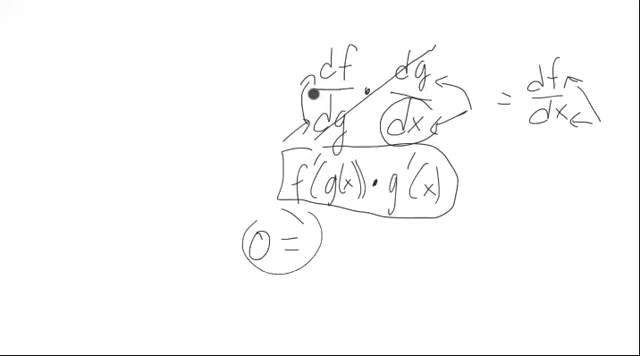 df/dg · dg/dx = df/dx
f'(g(x)) · g'(x)
0 =